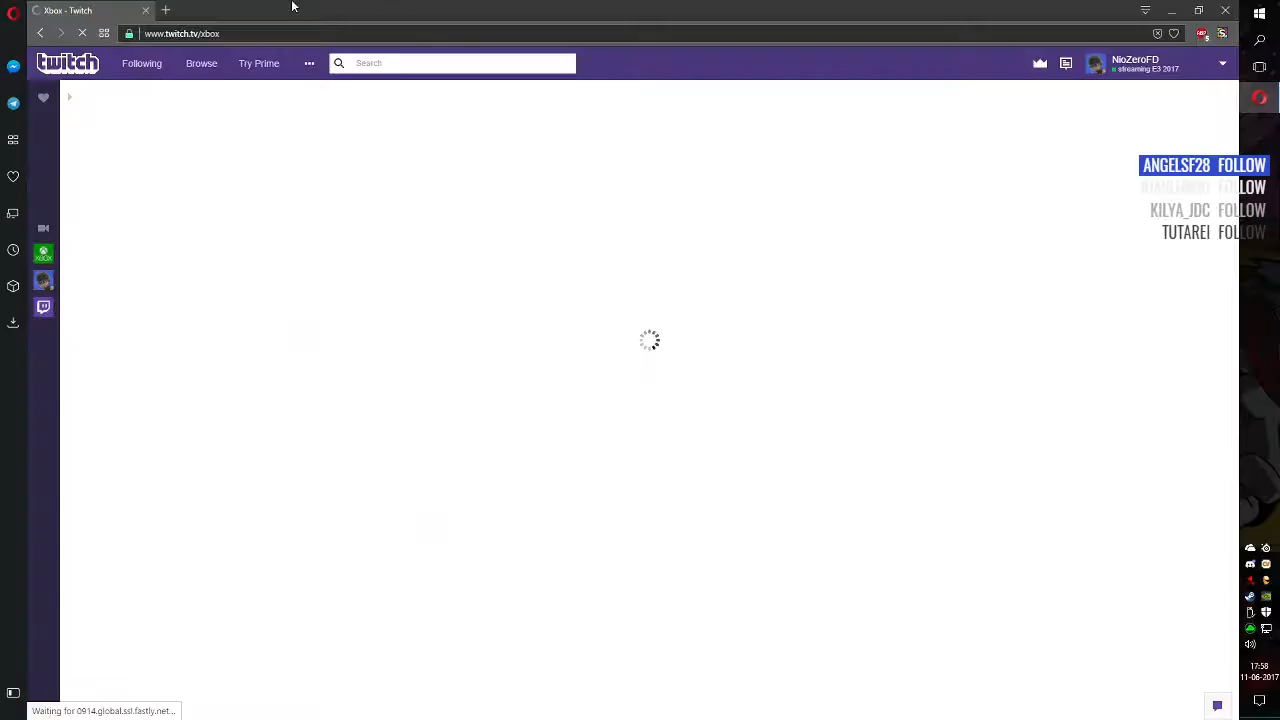 Xbox - Twitch
www.twitch.tv/xbox
twitch
Following
Browse
Try Prime
Search
NioZeroFD
streaming E3 2017
XBOX
ANGELSF28 FOLLOW
FOLLOW
KILYA_JDC FOLLOW
TUTAREI FOLLOW
17:58
11-06-2017
Waiting for 0914.global.ssl.fastly.net...